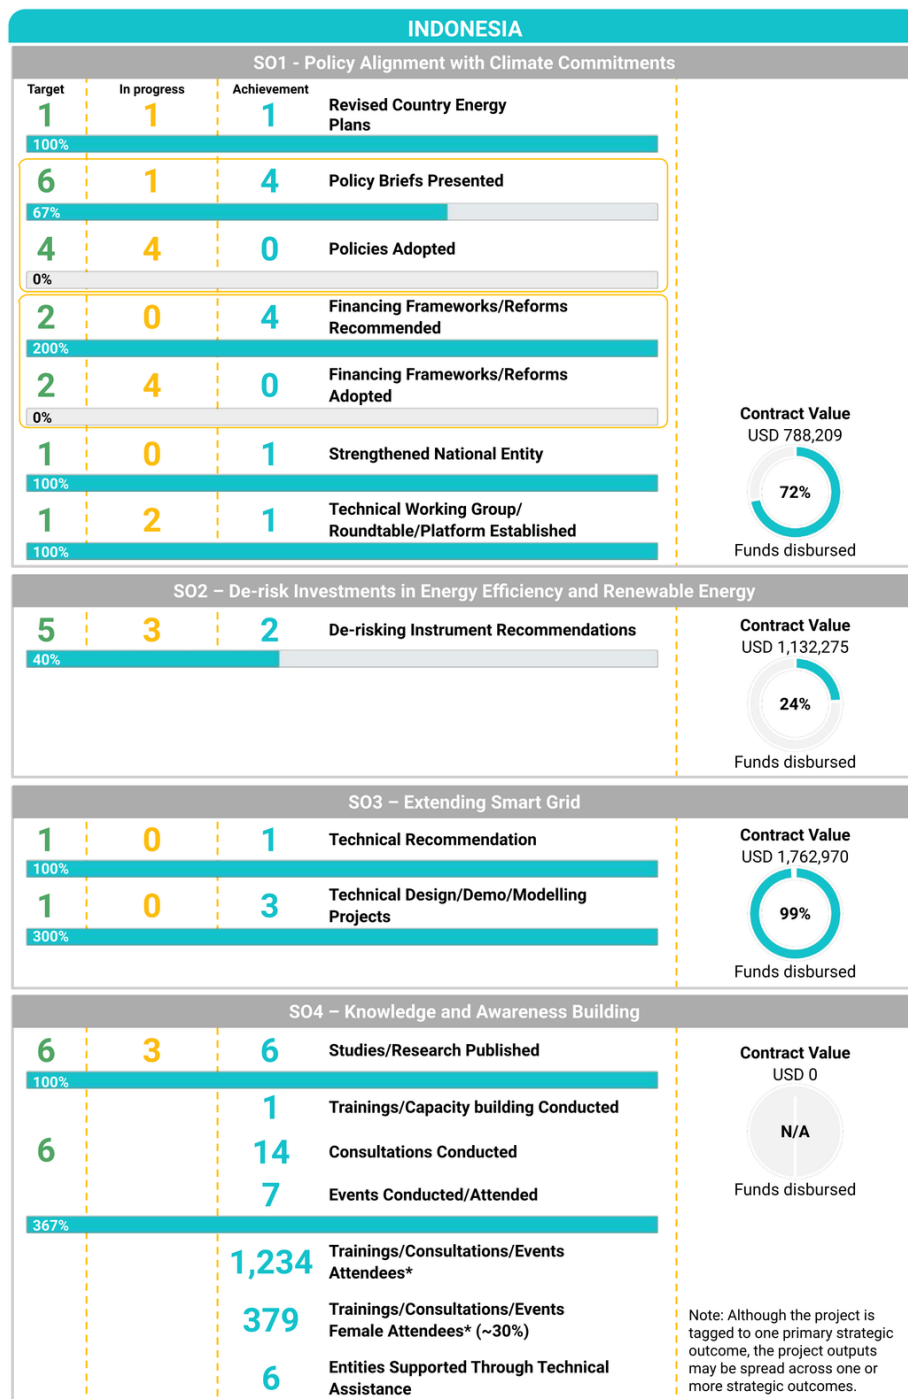 INDONESIA
SO1 - Policy Alignment with Climate Commitments
Target In progress Achievement
1 1 1 Revised Country Energy
Plans
100%
6 1 4 Policy Briefs Presented
67%
4 4 0 Policies Adopted
0%
2 0 4 Financing Frameworks/Reforms
Recommended
200%
2 4 0 Financing Frameworks/Reforms
Adopted
0%
1 0 1 Strengthened National Entity
100%
1 2 1 Technical Working Group/
Roundtable/Platform Established
100%
Contract Value
USD 788,209
72%
Funds disbursed
SO2 – De-risk Investments in Energy Efficiency and Renewable Energy
5 3 2 De-risking Instrument Recommendations
40%
Contract Value
USD 1,132,275
24%
Funds disbursed
SO3 – Extending Smart Grid
1 0 1 Technical Recommendation
100%
1 0 3 Technical Design/Demo/Modelling
Projects
300%
Contract Value
USD 1,762,970
99%
Funds disbursed
SO4 – Knowledge and Awareness Building
6 3 6 Studies/Research Published
100%
1 Trainings/Capacity building Conducted
6 14 Consultations Conducted
7 Events Conducted/Attended
367%
1,234 Trainings/Consultations/Events
Attendees*
379 Trainings/Consultations/Events
Female Attendees* (~30%)
6 Entities Supported Through Technical
Assistance
Contract Value
USD 0
N/A
Funds disbursed
Note: Although the project is
tagged to one primary strategic
outcome, the project outputs
may be spread across one or
more strategic outcomes.